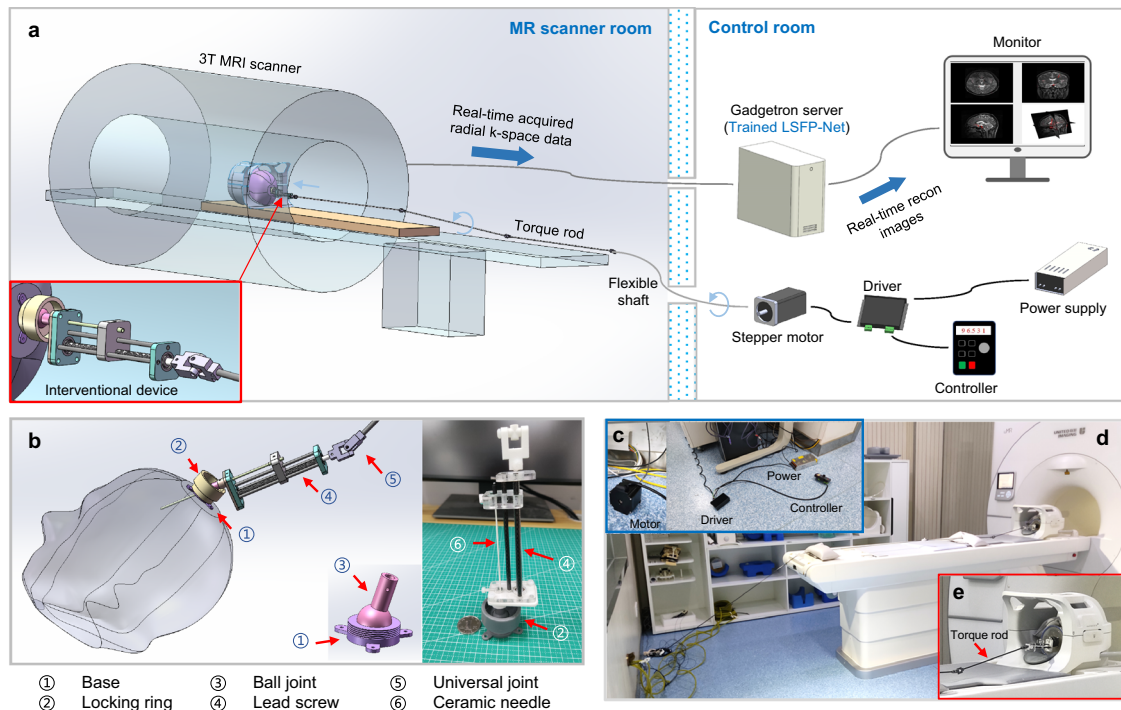 a
MR scanner room
Control room
3T MRI scanner
Real-time acquired
radial k-space data
Monitor
Gadgetron server
(Trained LSFP-Net)
Real-time recon
images
Torque rod
Flexible
shaft
Stepper motor
Driver
Power supply
96531
Controller
Interventional device
b
②
④
⑤
①
③
①
⑥
④
②
c
Motor
Driver
Power
Controller
d
UNITED
IMAGING
e
Torque rod
① Base ③ Ball joint ⑤ Universal joint
② Locking ring ④ Lead screw ⑥ Ceramic needle